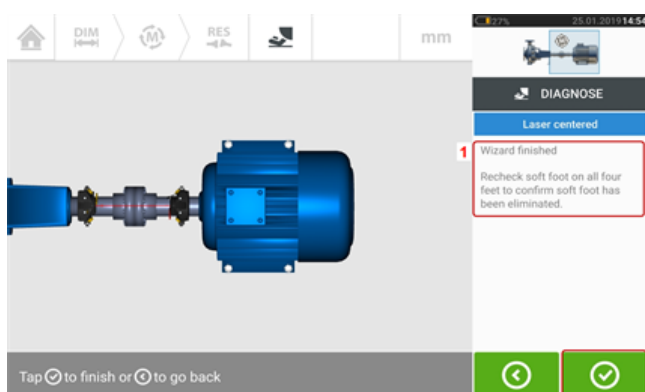 DIM
M
RES
mm
27%
25.01.2019 14:54
DIAGNOSE
Laser centered
1
Wizard finished
Recheck soft foot on all four
feet to confirm soft foot has
been eliminated.
Tap to finish or to go back